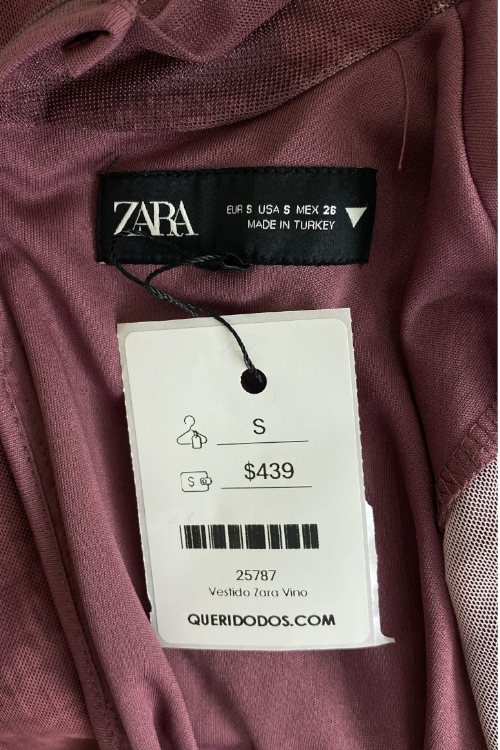 ZARA
EUR S USA S MEX 26
MADE IN TURKEY
S
$
$439
25787
Vestido Zara Vino
QUERIDODOS.COM